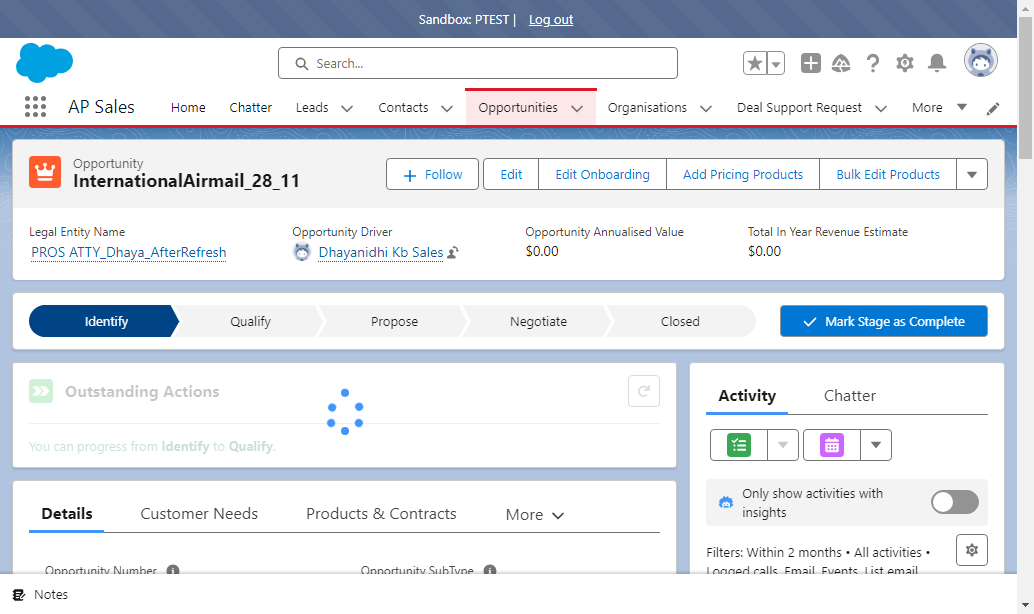 Sandbox: PTEST | Log out
Search...
AP Sales Home Chatter Leads Contacts Opportunities Organisations Deal Support Request More
Opportunity
InternationalAirmail_28_11
Follow Edit Edit Onboarding Add Pricing Products Bulk Edit Products
Legal Entity Name Opportunity Driver Opportunity Annualised Value Total In Year Revenue Estimate
PROS ATTY_Dhaya_AfterRefresh Dhayanidhi Kb Sales $0.00 $0.00
Identify Qualify Propose Negotiate Closed Mark Stage as Complete
Outstanding Actions
You can progress from Identify to Qualify.
Activity Chatter
Only show activities with
insights
Filters: Within 2 months • All activities •
Logged calls, Email, Events, List email,
Details Customer Needs Products & Contracts More
Opportunity Number Opportunity SubType
Notes